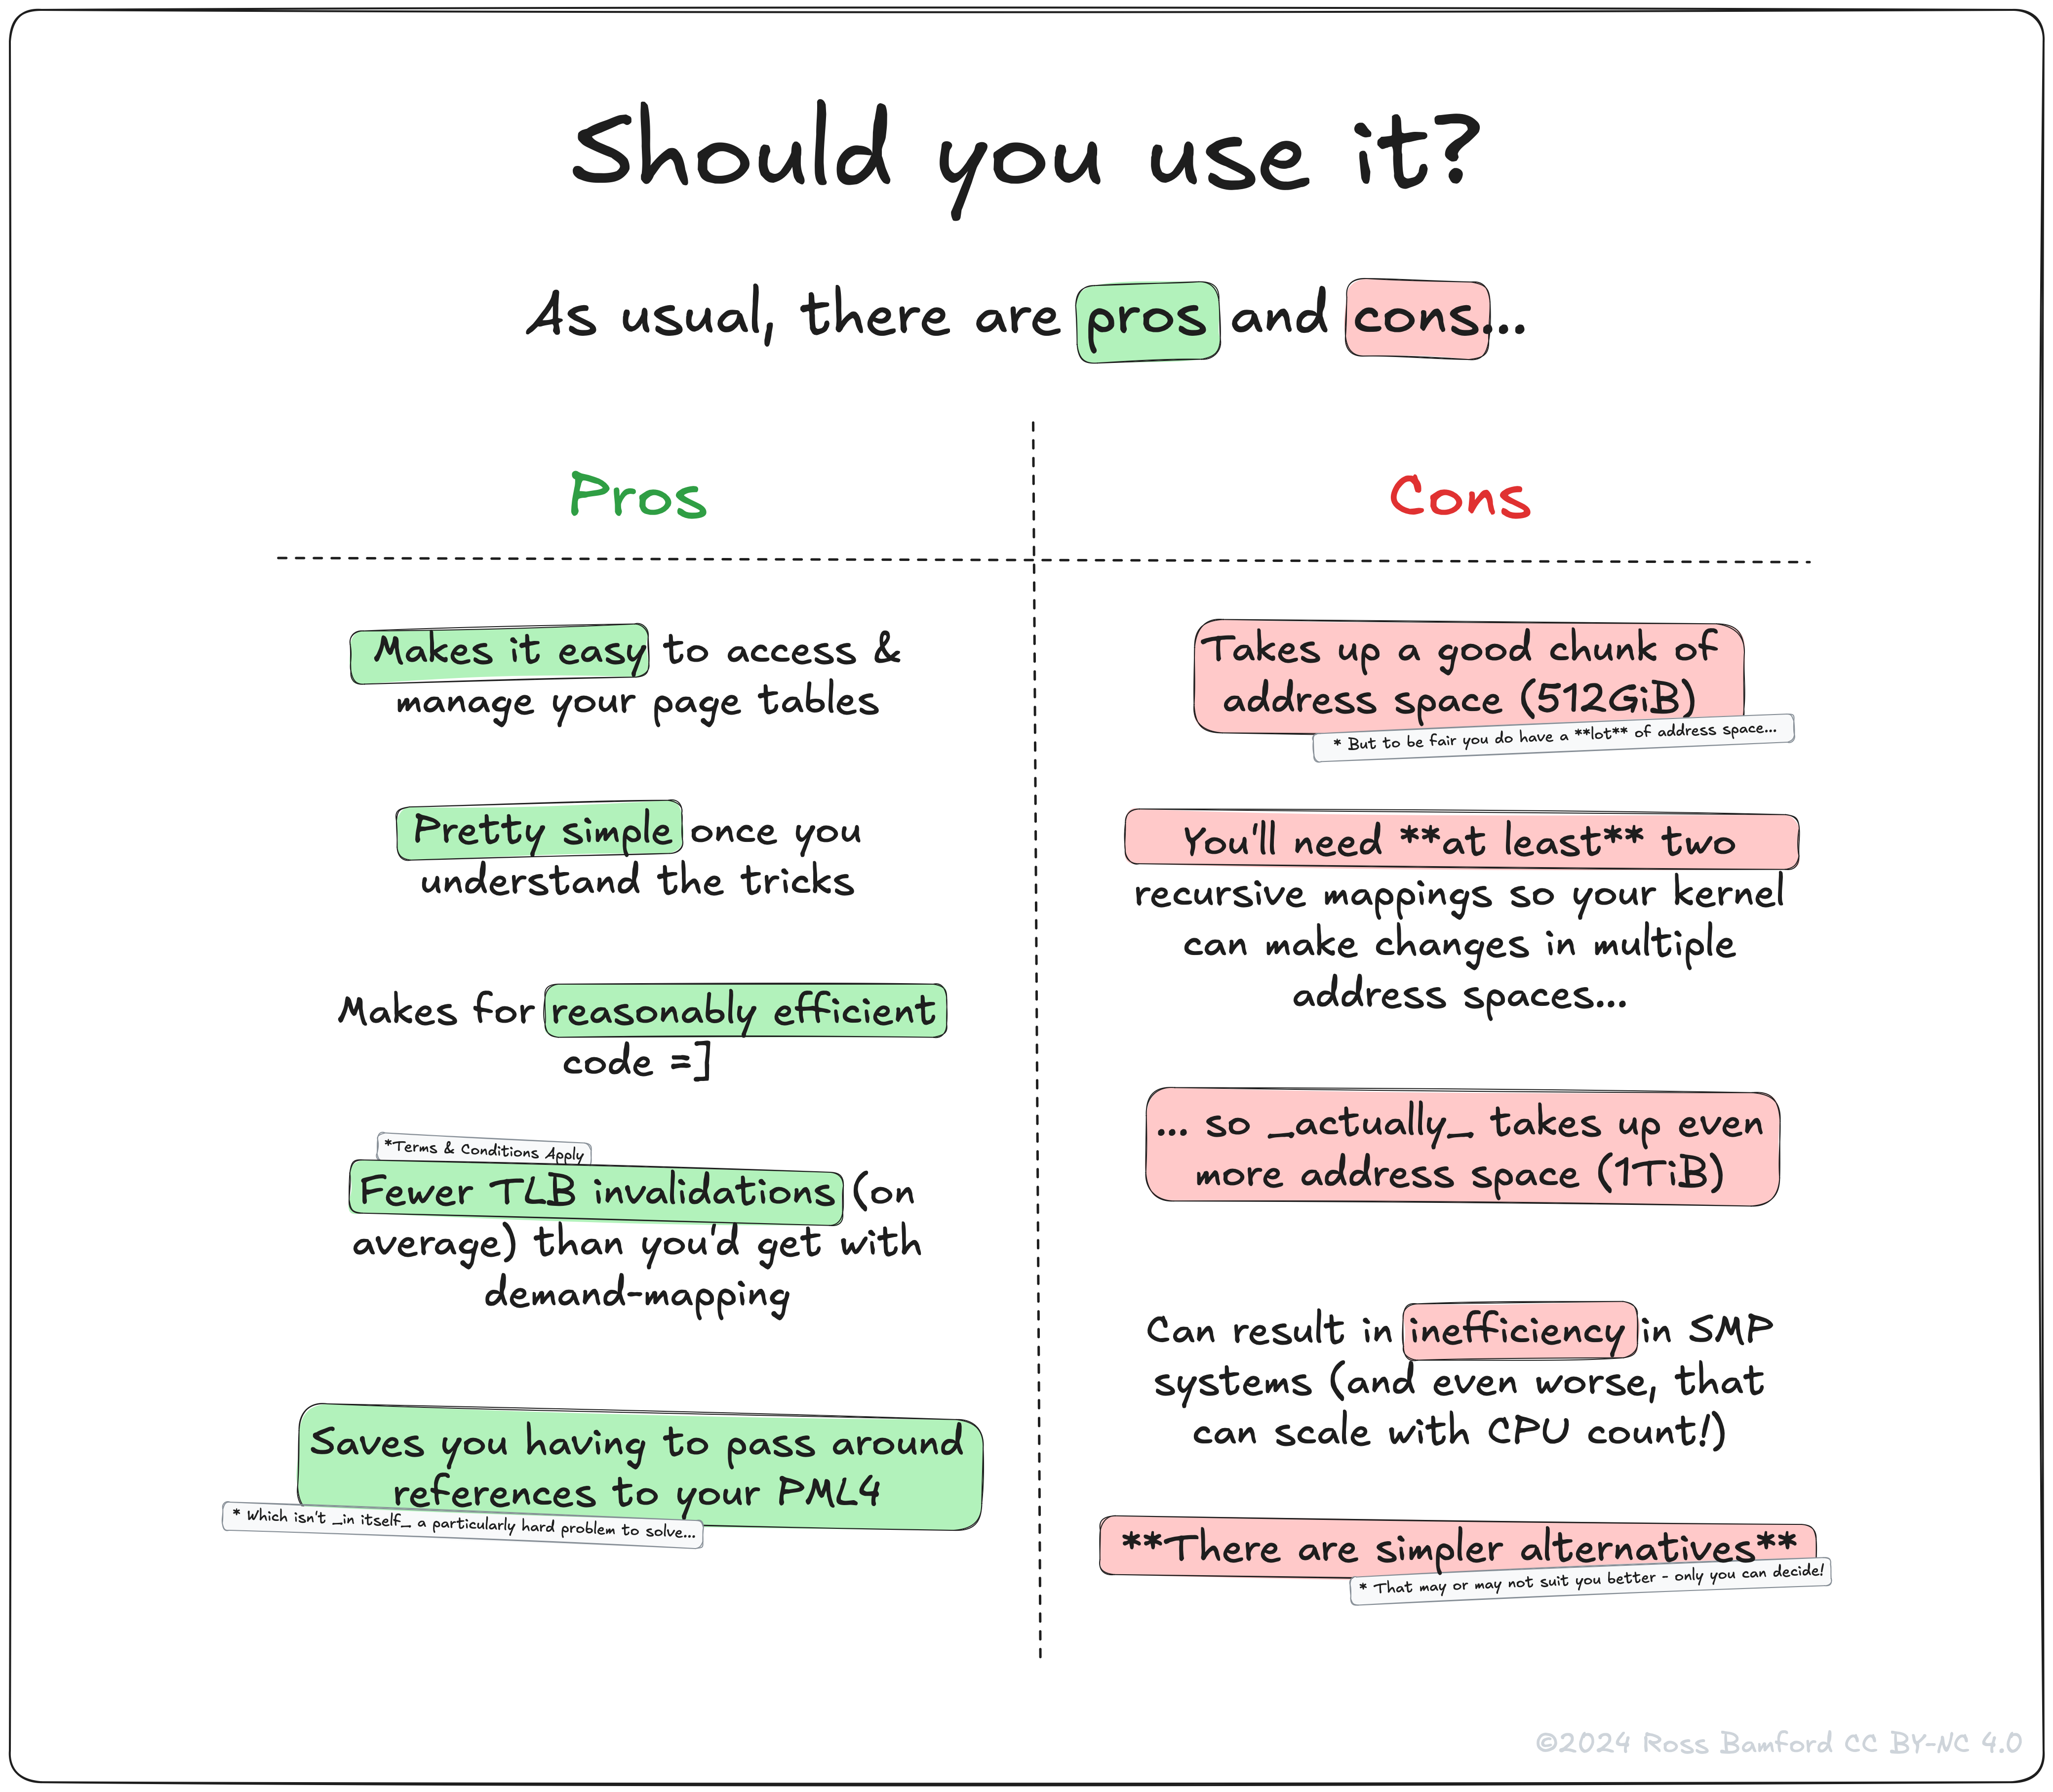 Should you use it?
As usual, there are pros and cons...
Pros
Makes it easy to access &
manage your page tables
Pretty simple once you
understand the tricks
Makes for reasonably efficient
code =]
*Terms & Conditions Apply
Fewer TLB invalidations (on
average) than you'd get with
demand-mapping
Saves you having to pass around
references to your PML4
* Which isn't _in itself_ a particularly hard problem to solve...
Cons
Takes up a good chunk of
address space (512GiB)
* But to be fair you do have a **lot** of address space...
You'll need **at least** two
recursive mappings so your kernel
can make changes in multiple
address spaces...
... so _actually_ takes up even
more address space (1TiB)
Can result in inefficiency in SMP
systems (and even worse, that
can scale with CPU count!)
**There are simpler alternatives**
* That may or may not suit you better - only you can decide!
©2024 Ross Bamford CC BY-NC 4.0